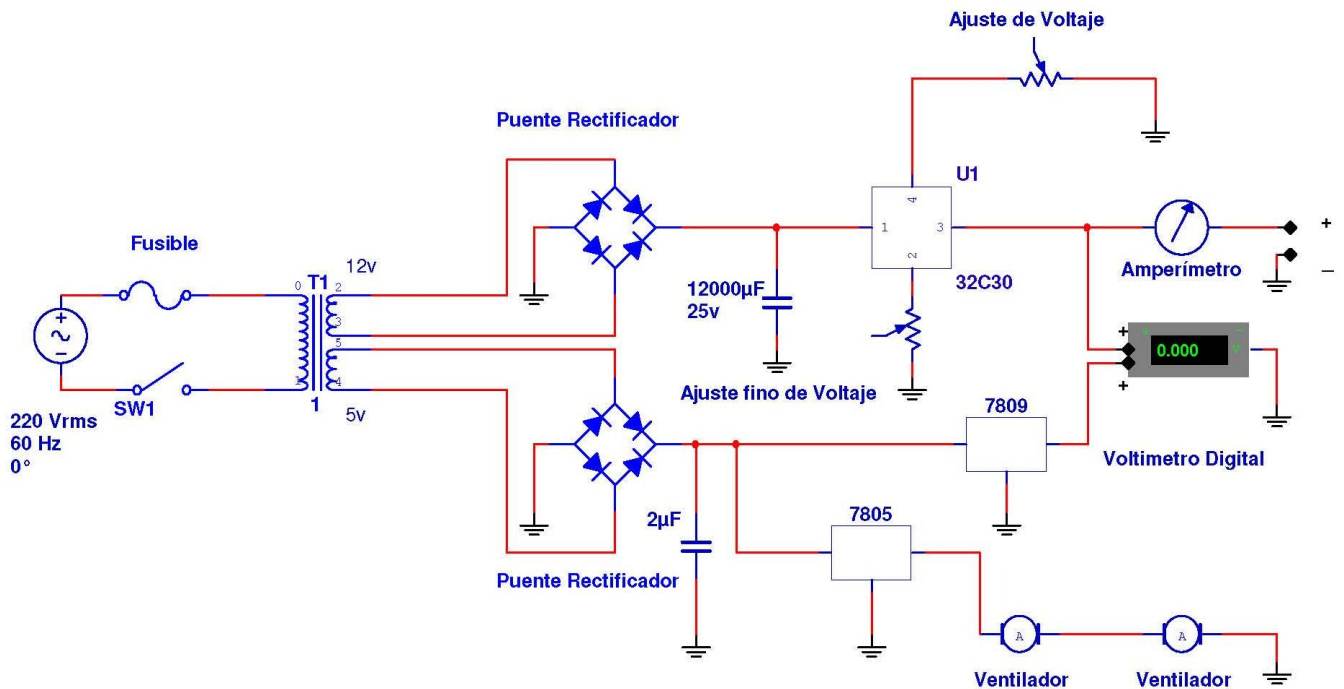 Ajuste de Voltaje
Puente Rectificador
U1
4
1
3
2
32C30
Fusible
12v
T1
0
2
3
5
4
1
1
5v
SW1
220 Vrms
60 Hz
0°
+
−
12000µF
25v
Ajuste fino de Voltaje
+
Amperímetro
−
+
+
−
0.000
V
+
7809
Voltimetro Digital
2µF
7805
Puente Rectificador
A
A
Ventilador
Ventilador